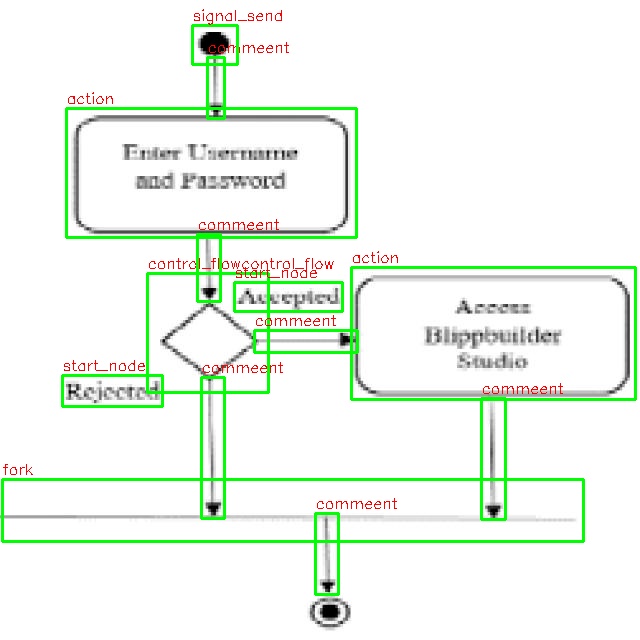 signal_send
commeent
action
Enter Username
and Password
commeent
control_flowcontrol_flow
start_node
Accepted
action
commeent
Access
Blippbuilder
Studio
start_node
commeent
Rejected
commeent
fork
commeent